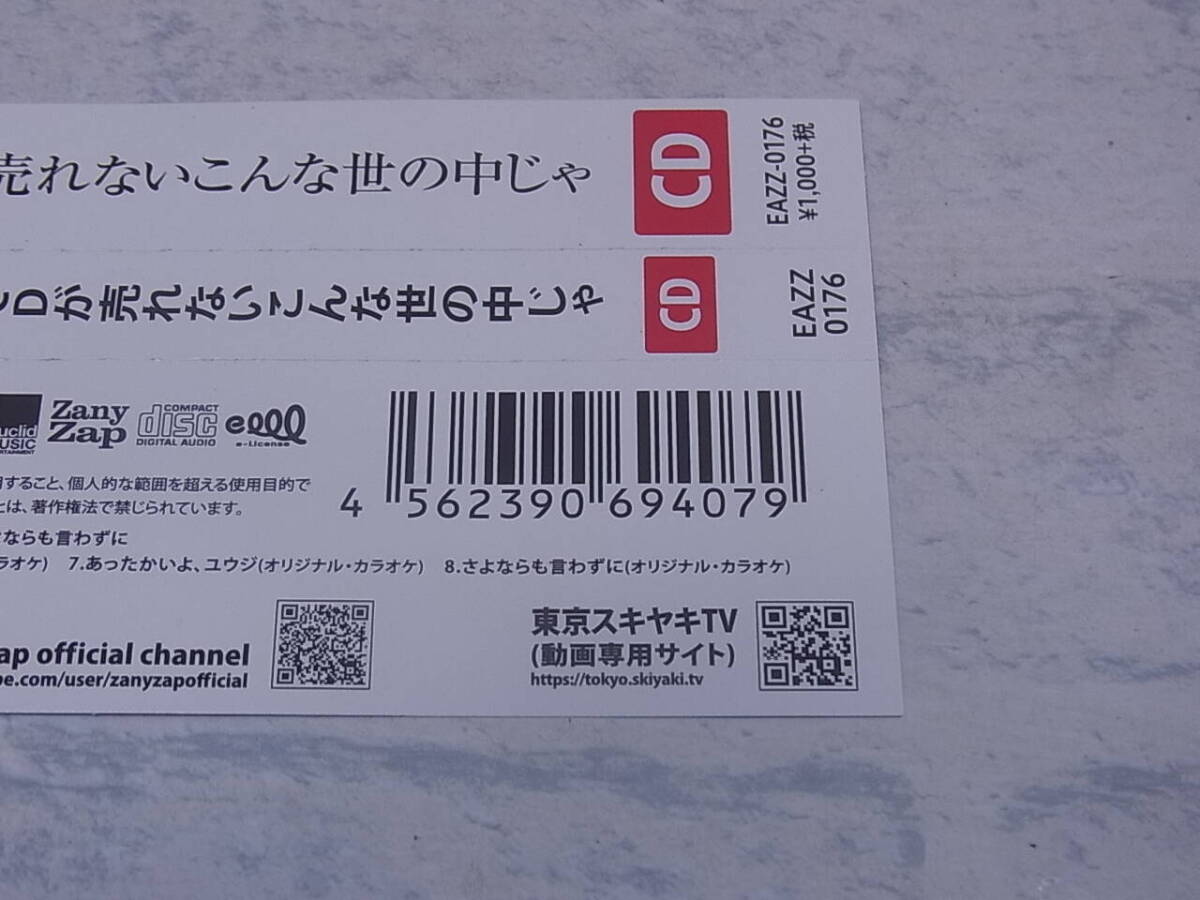 売れないこんな世の中じゃ
CD
EAZZ-0176
¥1,000+税
Dが売れないこんな世の中じゃ
CD
EAZZ
0176
Zany
Zap
COMPACT
disc
DIGITAL AUDIO
e-License
4 562390 694079
すること、個人的な範囲を超える使用目的で
は、著作権法で禁じられています。
ならも言わずに
ラオケ) 7.あったかいよ、ユウジ(オリジナル・カラオケ) 8.さよならも言わずに(オリジナル・カラオケ)
ap official channel
be.com/user/zanyzapofficial
東京スキヤキTV
(動画専用サイト)
https://tokyo.skiyaki.tv